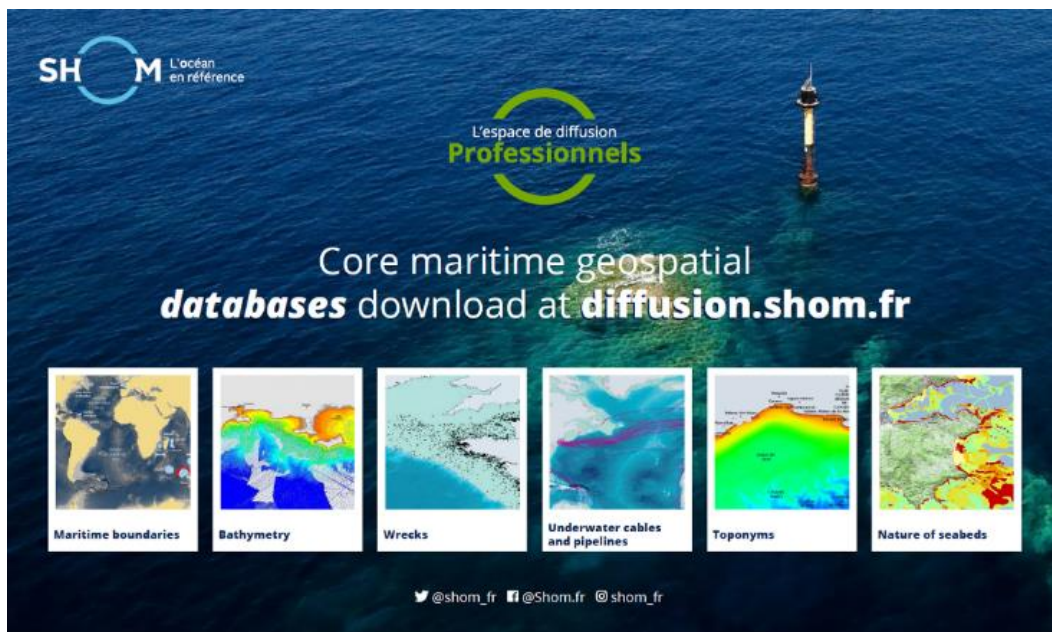 SHOM L'océan
en référence
L'espace de diffusion
Professionnels
Core maritime geospatial
databases download at diffusion.shom.fr
Maritime boundaries
Bathymetry
Wrecks
Underwater cables
and pipelines
Toponyms
Nature of seabeds
@shom_fr @Shom.fr shom_fr